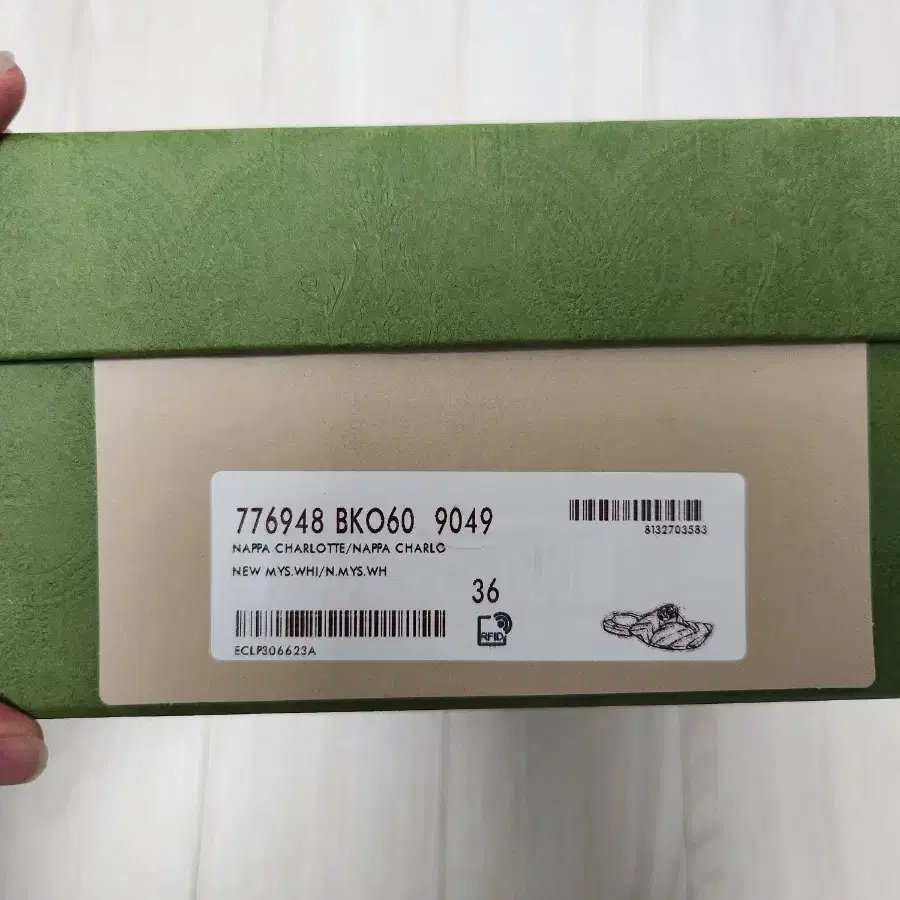 776948 BKO60 9049
8132703583
NAPPA CHARLOTTE/NAPPA CHARLO
NEW MYS.WHI/N.MYS.WH
36
RFID
ECLP306623A